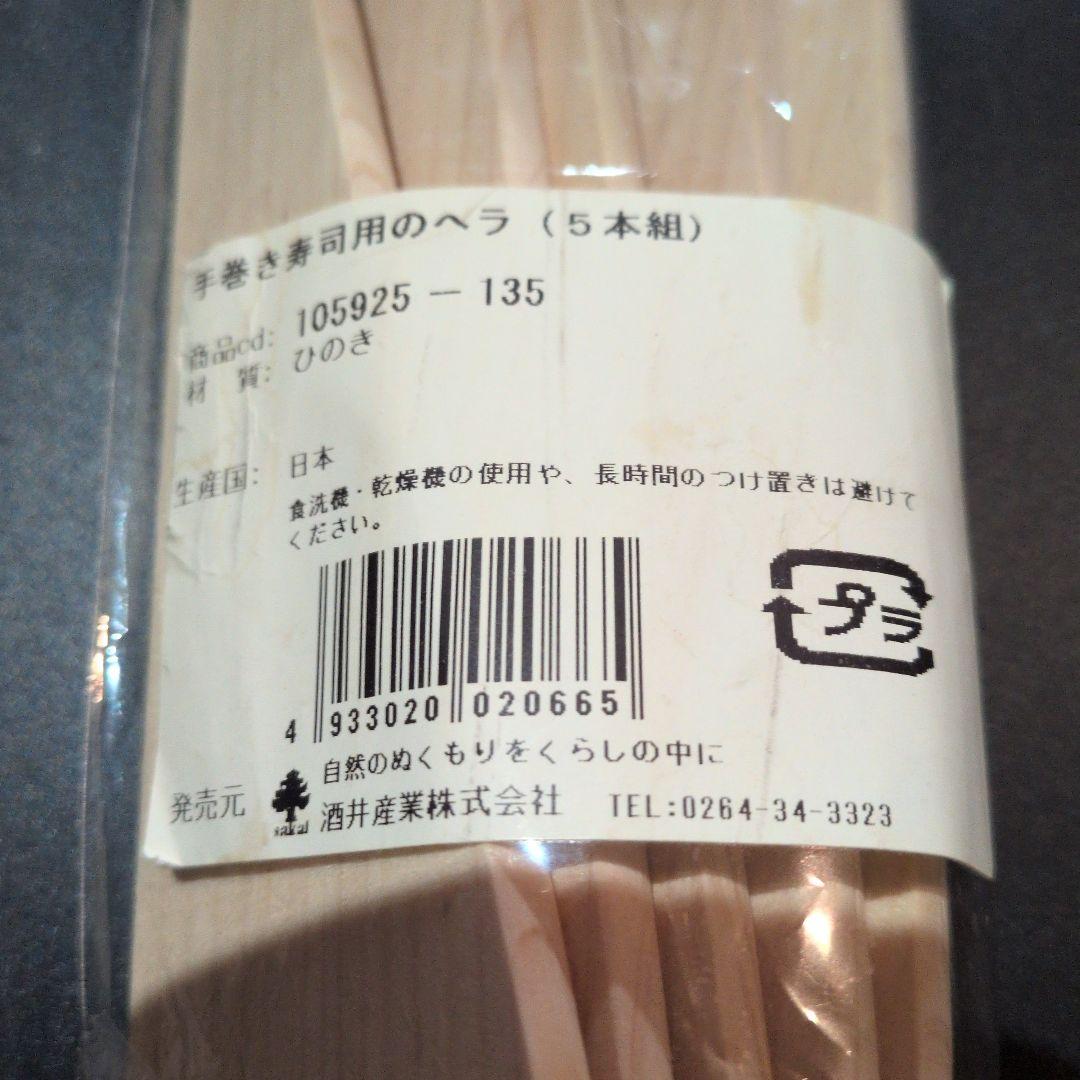 手巻き寿司用のヘラ (5本組)
商品cd: 105925 － 135
材　質: ひのき
生産国: 日本
食洗機・乾燥機の使用や、長時間のつけ置きは避けて
ください。
プラ
4 933020 020665
自然のぬくもりをくらしの中に
発売元 sakai 酒井産業株式会社 TEL:0264-34-3323